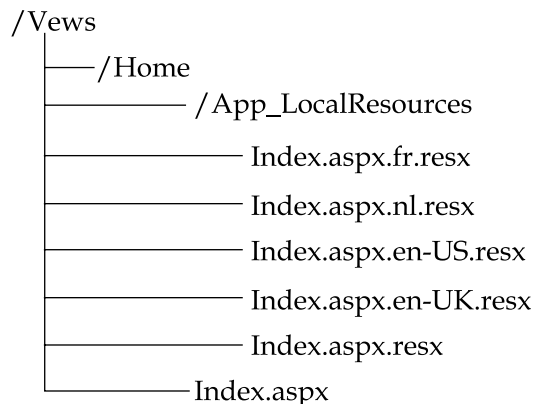 /Vews
/Home
/App_LocalResources
Index.aspx.fr.resx
Index.aspx.nl.resx
Index.aspx.en-US.resx
Index.aspx.en-UK.resx
Index.aspx.resx
Index.aspx